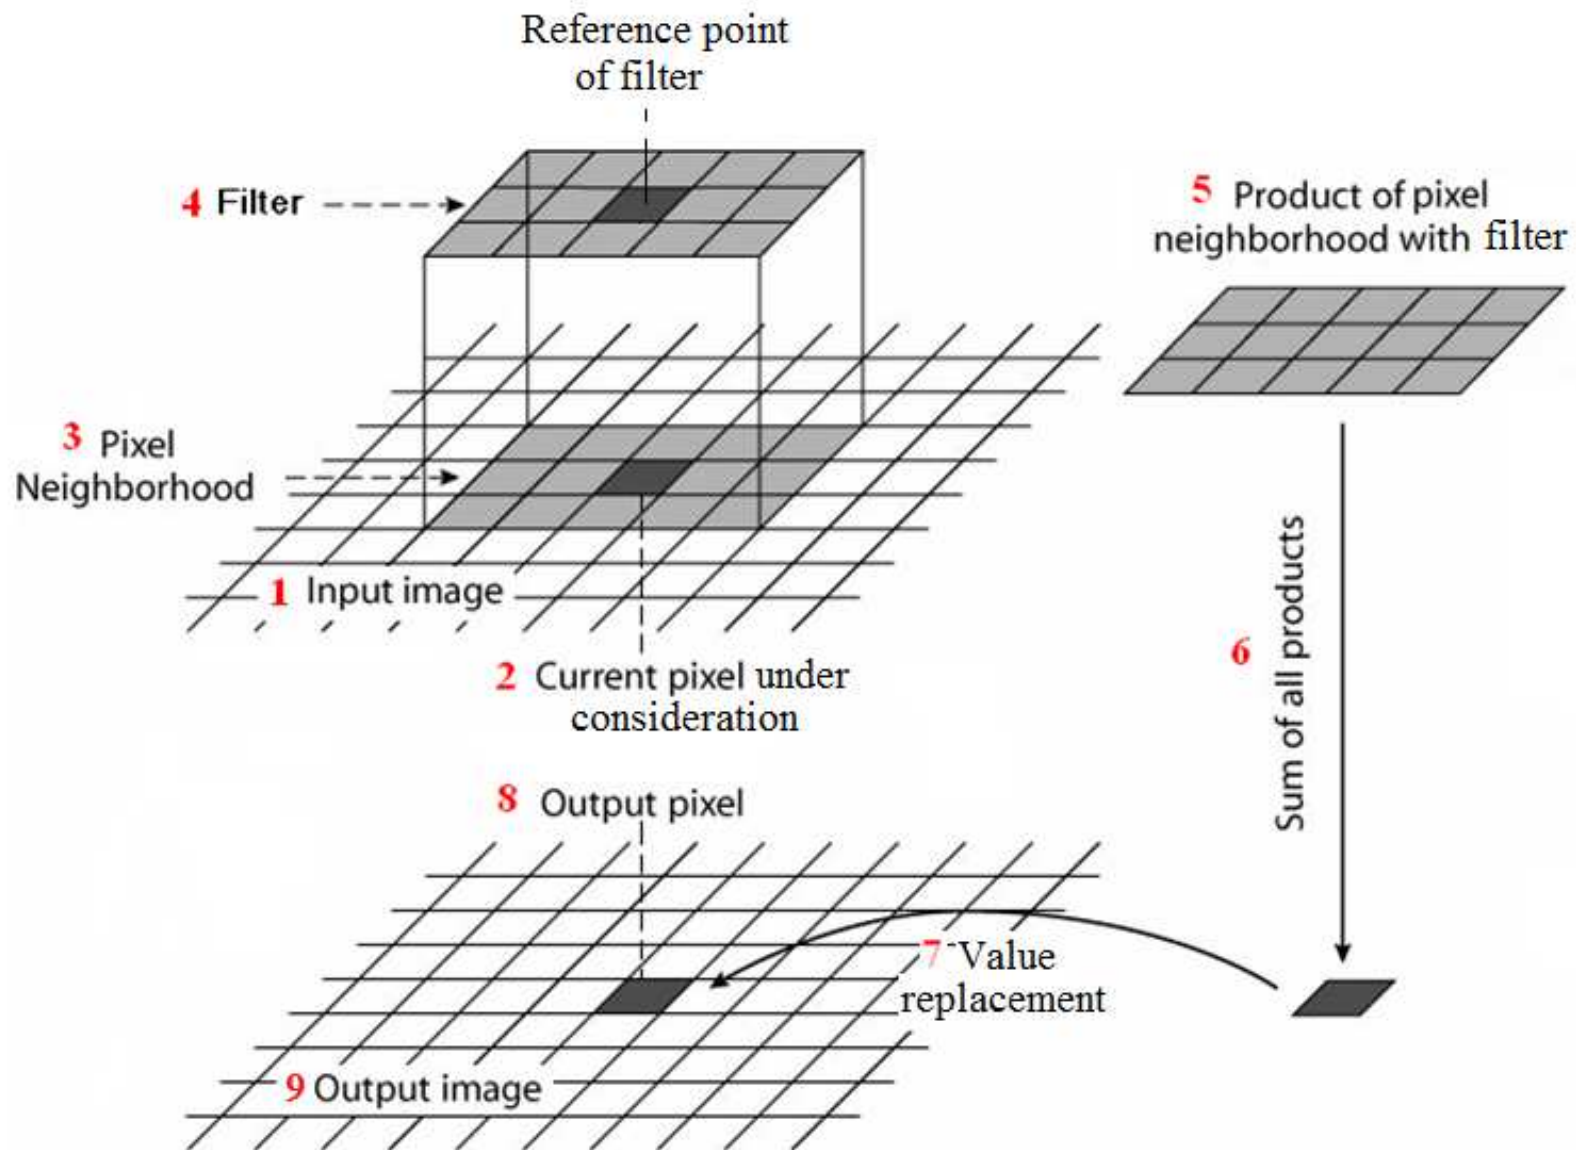 Reference point
of filter
4 Filter
5 Product of pixel
neighborhood with filter
3 Pixel
Neighborhood
1 Input image
2 Current pixel under
consideration
6 Sum of all products
8 Output pixel
7 Value
replacement
9 Output image